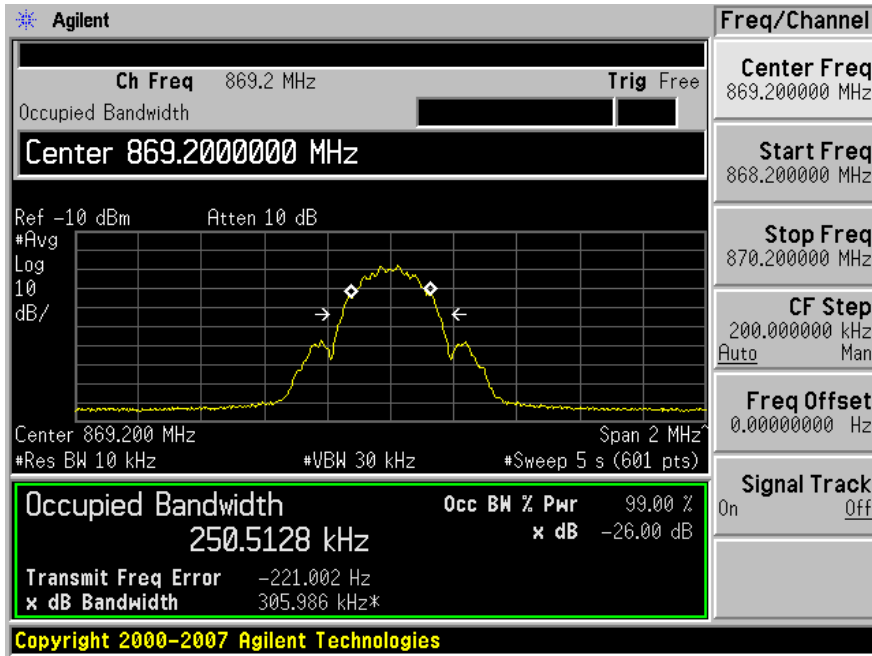 Agilent
Freq/Channel
Ch Freq 869.2 MHz Trig Free
Occupied Bandwidth
Center 869.2000000 MHz
Ref -10 dBm Atten 10 dB
#Avg
Log
10
dB/
Center 869.200 MHz Span 2 MHz^
#Res BW 10 kHz #VBW 30 kHz #Sweep 5 s (601 pts)
Occupied Bandwidth
250.5128 kHz
Occ BW % Pwr 99.00 %
x dB -26.00 dB
Transmit Freq Error -221.002 Hz
x dB Bandwidth 305.986 kHz*
Center Freq
869.200000 MHz
Start Freq
868.200000 MHz
Stop Freq
870.200000 MHz
CF Step
200.000000 kHz
Auto Man
Freq Offset
0.00000000 Hz
Signal Track
On Off
Copyright 2000-2007 Agilent Technologies